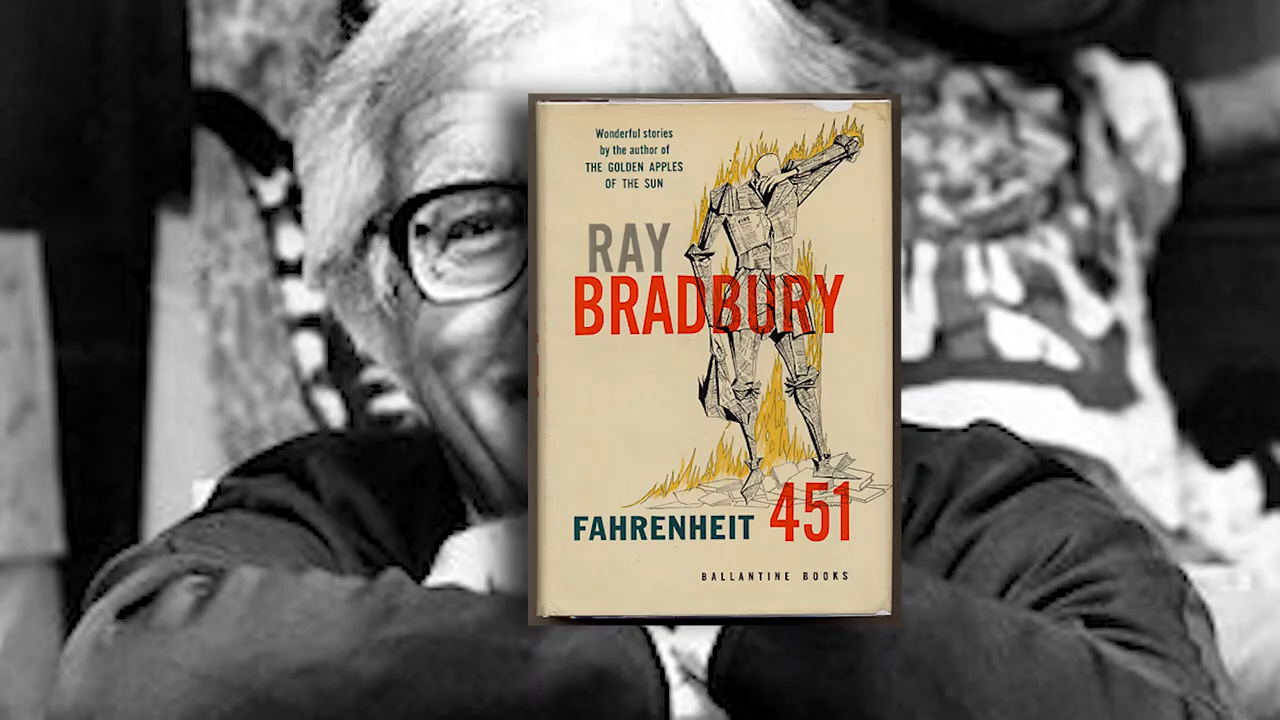 Wonderful stories
by the author of
THE GOLDEN APPLES
OF THE SUN
RAY
BRADBURY
FAHRENHEIT 451
BALLANTINE BOOKS